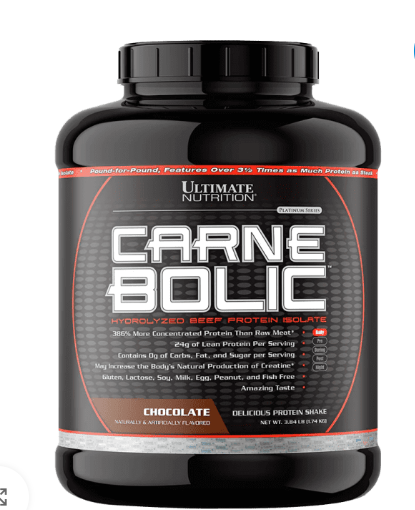 Pound-for-Pound, Features Over 3½ Times as Much Protein as
ULTIMATE
NUTRITION®
PLATINUM SERIES
CARNE
BOLIC™
HYDROLYZED BEEF PROTEIN ISOLATE
386% More Concentrated Protein Than Raw Meat*
24g of Lean Protein Per Serving
Contains 0g of Carbs, Fat, and Sugar per Serving
May Increase the Body's Natural Production of Creatine*
Gluten, Lactose, Soy, Milk, Egg, Peanut, and Fish Free
Amazing Taste
CHOCOLATE
NATURALLY & ARTIFICIALLY FLAVORED
DELICIOUS PROTEIN SHAKE
NET WT. 3.84 LB (1.74 KG)